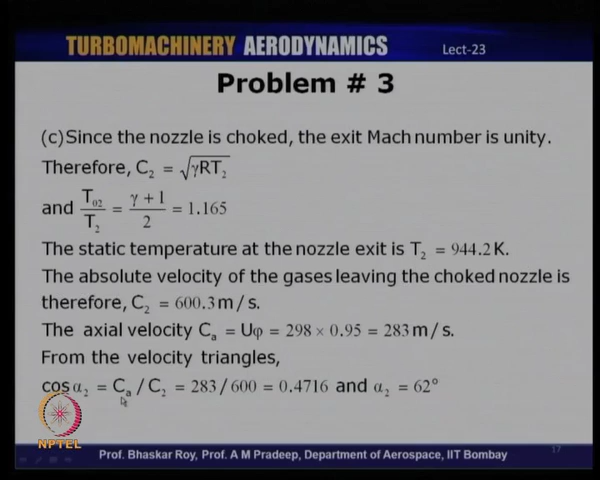 TURBOMACHINERY AERODYNAMICS Lect-23
Problem # 3
(c)Since the nozzle is choked, the exit Mach number is unity.
Therefore, C₂ = √γRT₂
and T₀₂/T₂ = γ+1/2 = 1.165
The static temperature at the nozzle exit is T₂ = 944.2 K.
The absolute velocity of the gases leaving the choked nozzle is
therefore, C₂ = 600.3 m/s.
The axial velocity Cₐ = Uφ = 298 × 0.95 = 283 m/s.
From the velocity triangles,
cos α₂ = Cₐ / C₂ = 283 / 600 = 0.4716 and α₂ = 62°
NPTEL
Prof. Bhaskar Roy, Prof. A M Pradeep, Department of Aerospace, IIT Bombay
17